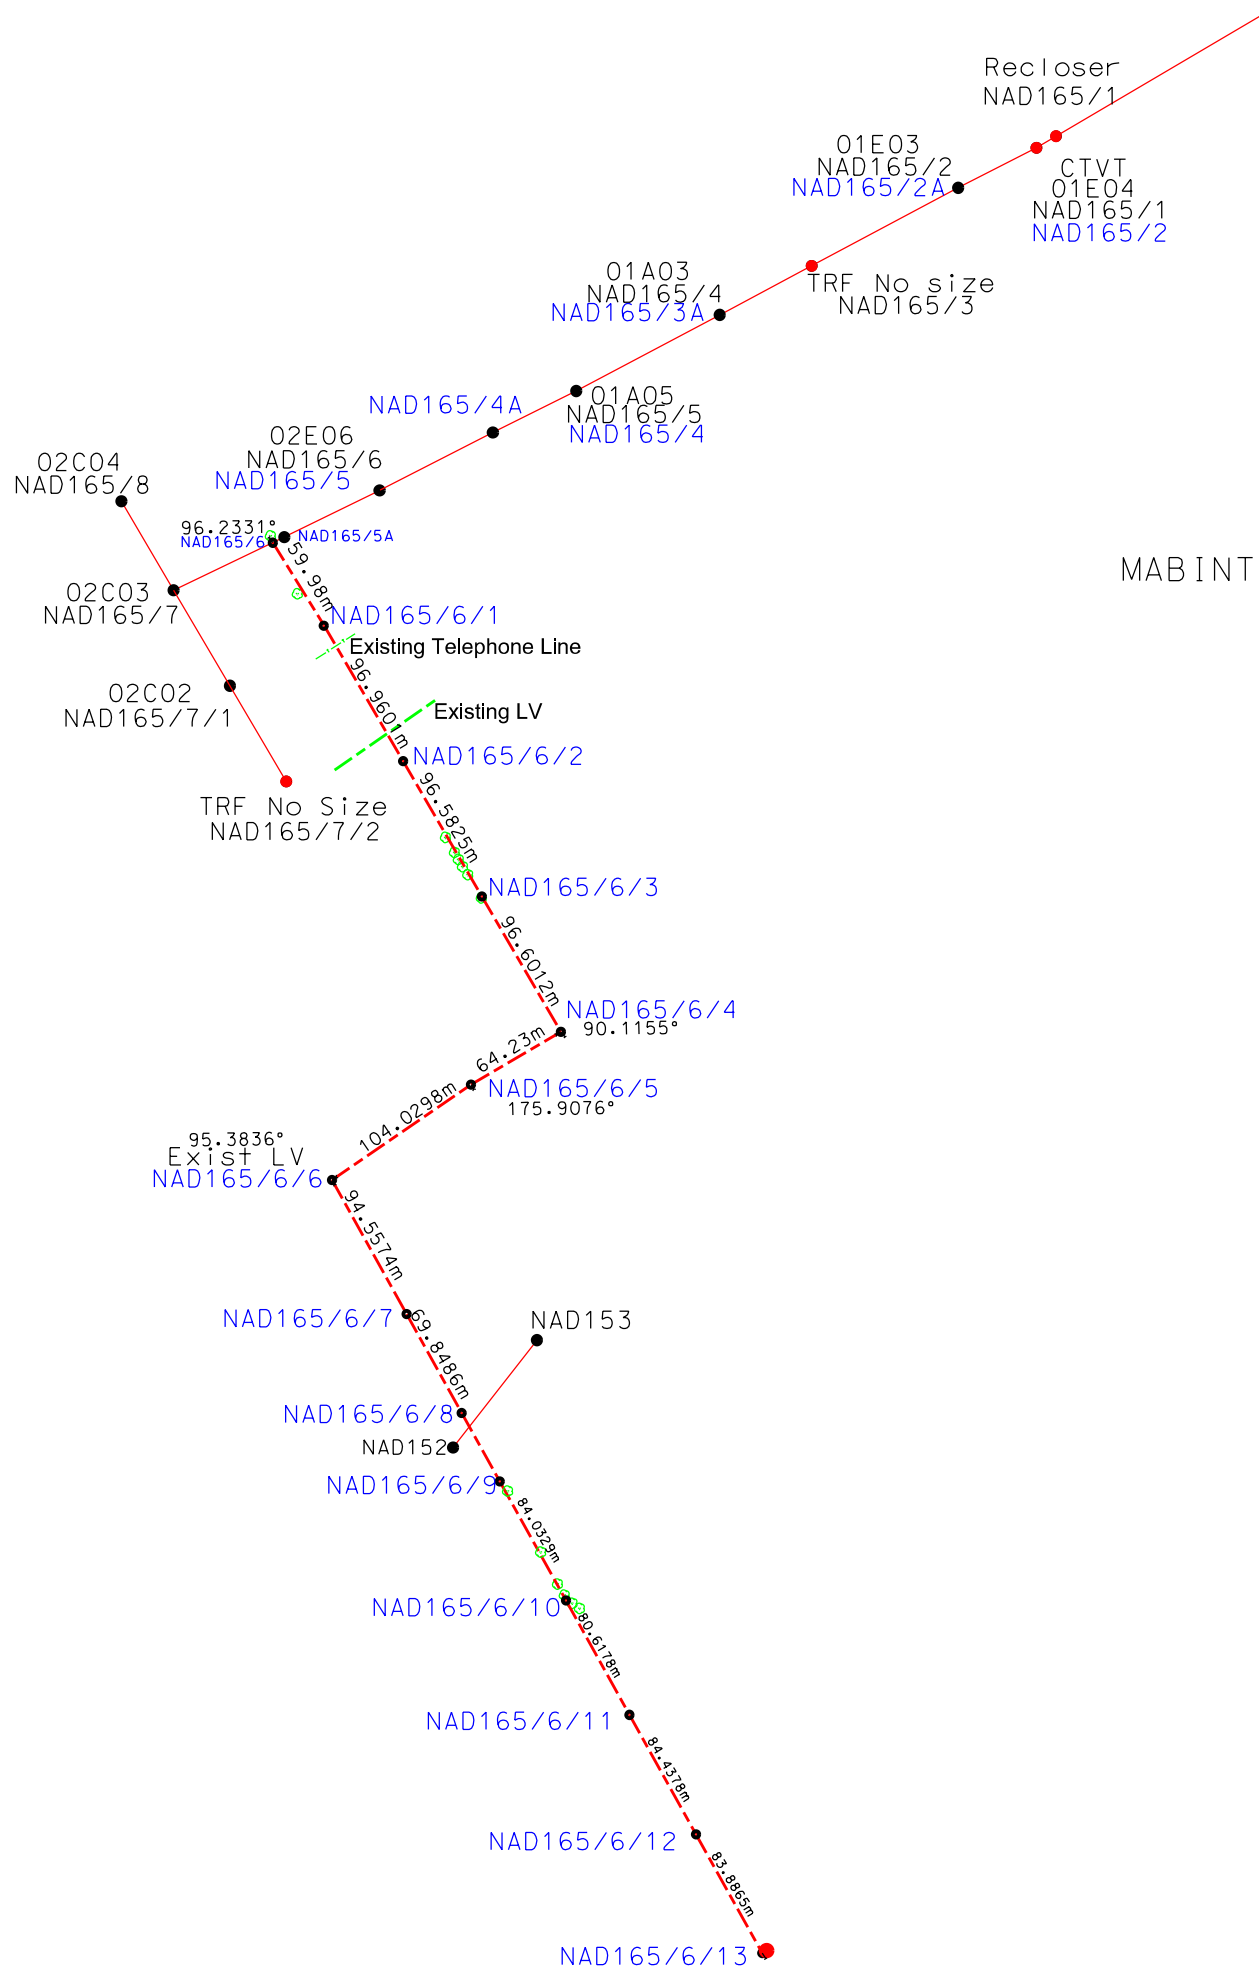 Recloser
NAD165/1
01E03
NAD165/2
NAD165/2A
CTVT
01E04
NAD165/1
NAD165/2
01A03
NAD165/4
NAD165/3A
TRF No size
NAD165/3
01A05
NAD165/5
NAD165/4
NAD165/4A
02E06
NAD165/6
NAD165/5
02C04
NAD165/8
96.2331°
NAD165/6
NAD165/5A
59.98m
MABINT
02C03
NAD165/7
NAD165/6/1
Existing Telephone Line
96.9601m
02C02
NAD165/7/1
Existing LV
NAD165/6/2
TRF No Size
NAD165/7/2
96.5825m
NAD165/6/3
96.6012m
NAD165/6/4
90.1155°
64.23m
NAD165/6/5
175.9076°
104.0298m
95.3836°
Exist LV
NAD165/6/6
94.5574m
NAD165/6/7
NAD153
69.8486m
NAD165/6/8
NAD152
NAD165/6/9
84.0329m
NAD165/6/10
80.6178m
NAD165/6/11
84.4378m
NAD165/6/12
83.8865m
NAD165/6/13